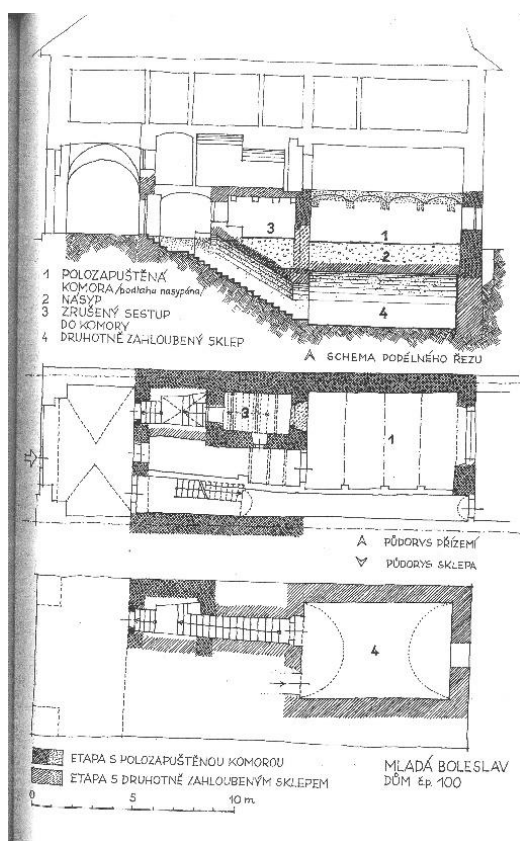 3
1
2
4
1 POLOZAPUŠTĚNÁ
KOMORA /podlaha nasypána/
2 NÁSYP
3 ZRUŠENÝ SESTUP
DO KOMORY
4 DRUHOTNĚ ZAHLOUBENÝ SKLEP
SCHEMA PODÉLNÉHO ŘEZU
3
1
PŮDORYS PŘÍZEMÍ
PŮDORYS SKLEPA
4
ETAPA S POLOZAPUŠTĚNOU KOMOROU
ETAPA S DRUHOTNĚ ZAHLOUBENÝM SKLEPEM
MLADÁ BOLESLAV
DŮM čp. 100
0 5 10 m